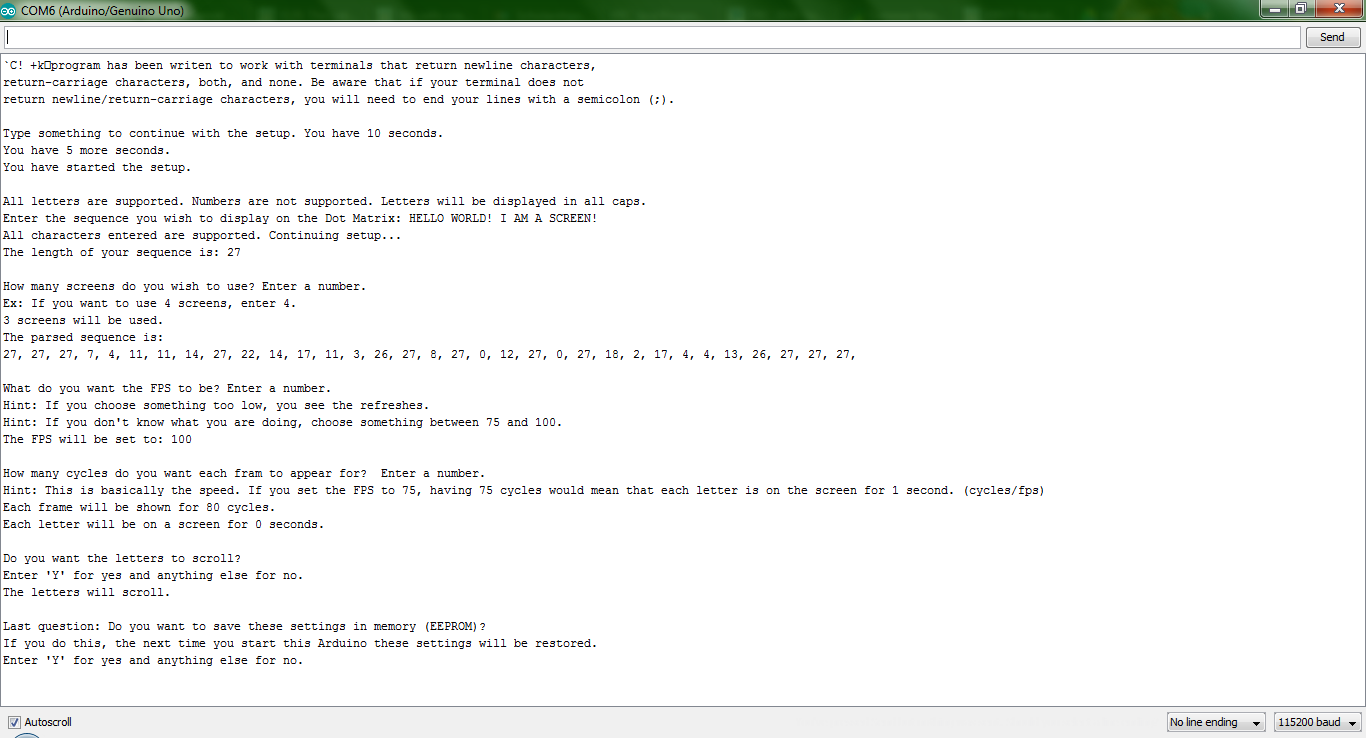 COM6 (Arduino/Genuino Uno)
Send
`C! +k▯program has been writen to work with terminals that return newline characters,
return-carriage characters, both, and none. Be aware that if your terminal does not
return newline/return-carriage characters, you will need to end your lines with a semicolon (;).
Type something to continue with the setup. You have 10 seconds.
You have 5 more seconds.
You have started the setup.
All letters are supported. Numbers are not supported. Letters will be displayed in all caps.
Enter the sequence you wish to display on the Dot Matrix: HELLO WORLD! I AM A SCREEN!
All characters entered are supported. Continuing setup...
The length of your sequence is: 27
How many screens do you wish to use? Enter a number.
Ex: If you want to use 4 screens, enter 4.
3 screens will be used.
The parsed sequence is:
27, 27, 27, 7, 4, 11, 11, 14, 27, 22, 14, 17, 11, 3, 26, 27, 8, 27, 0, 12, 27, 0, 27, 18, 2, 17, 4, 4, 13, 26, 27, 27, 27,
What do you want the FPS to be? Enter a number.
Hint: If you choose something too low, you see the refreshes.
Hint: If you don't know what you are doing, choose something between 75 and 100.
The FPS will be set to: 100
How many cycles do you want each fram to appear for?  Enter a number.
Hint: This is basically the speed. If you set the FPS to 75, having 75 cycles would mean that each letter is on the screen for 1 second. (cycles/fps)
Each frame will be shown for 80 cycles.
Each letter will be on a screen for 0 seconds.
Do you want the letters to scroll?
Enter 'Y' for yes and anything else for no.
The letters will scroll.
Last question: Do you want to save these settings in memory (EEPROM)?
If you do this, the next time you start this Arduino these settings will be restored.
Enter 'Y' for yes and anything else for no.
Autoscroll
No line ending
115200 baud